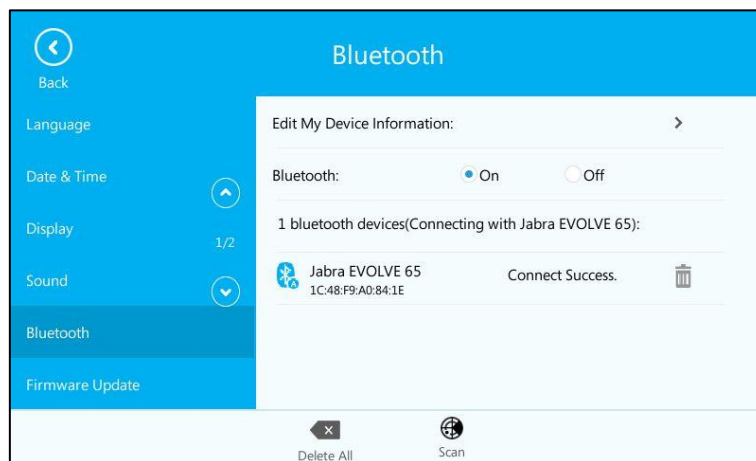 Bluetooth
Back
Language
Date & Time
Display
1/2
Sound
Bluetooth
Firmware Update
Edit My Device Information:
Bluetooth: On Off
1 bluetooth devices(Connecting with Jabra EVOLVE 65):
Jabra EVOLVE 65 Connect Success.
1C:48:F9:A0:84:1E
Delete All Scan